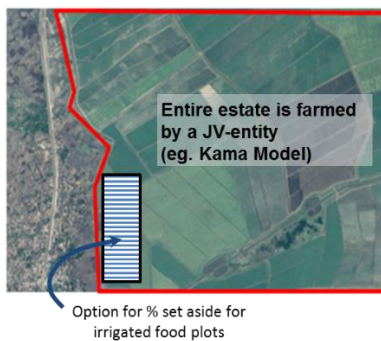 Entire estate is farmed
by a JV-entity
(eg. Kama Model)
Option for % set aside for
irrigated food plots